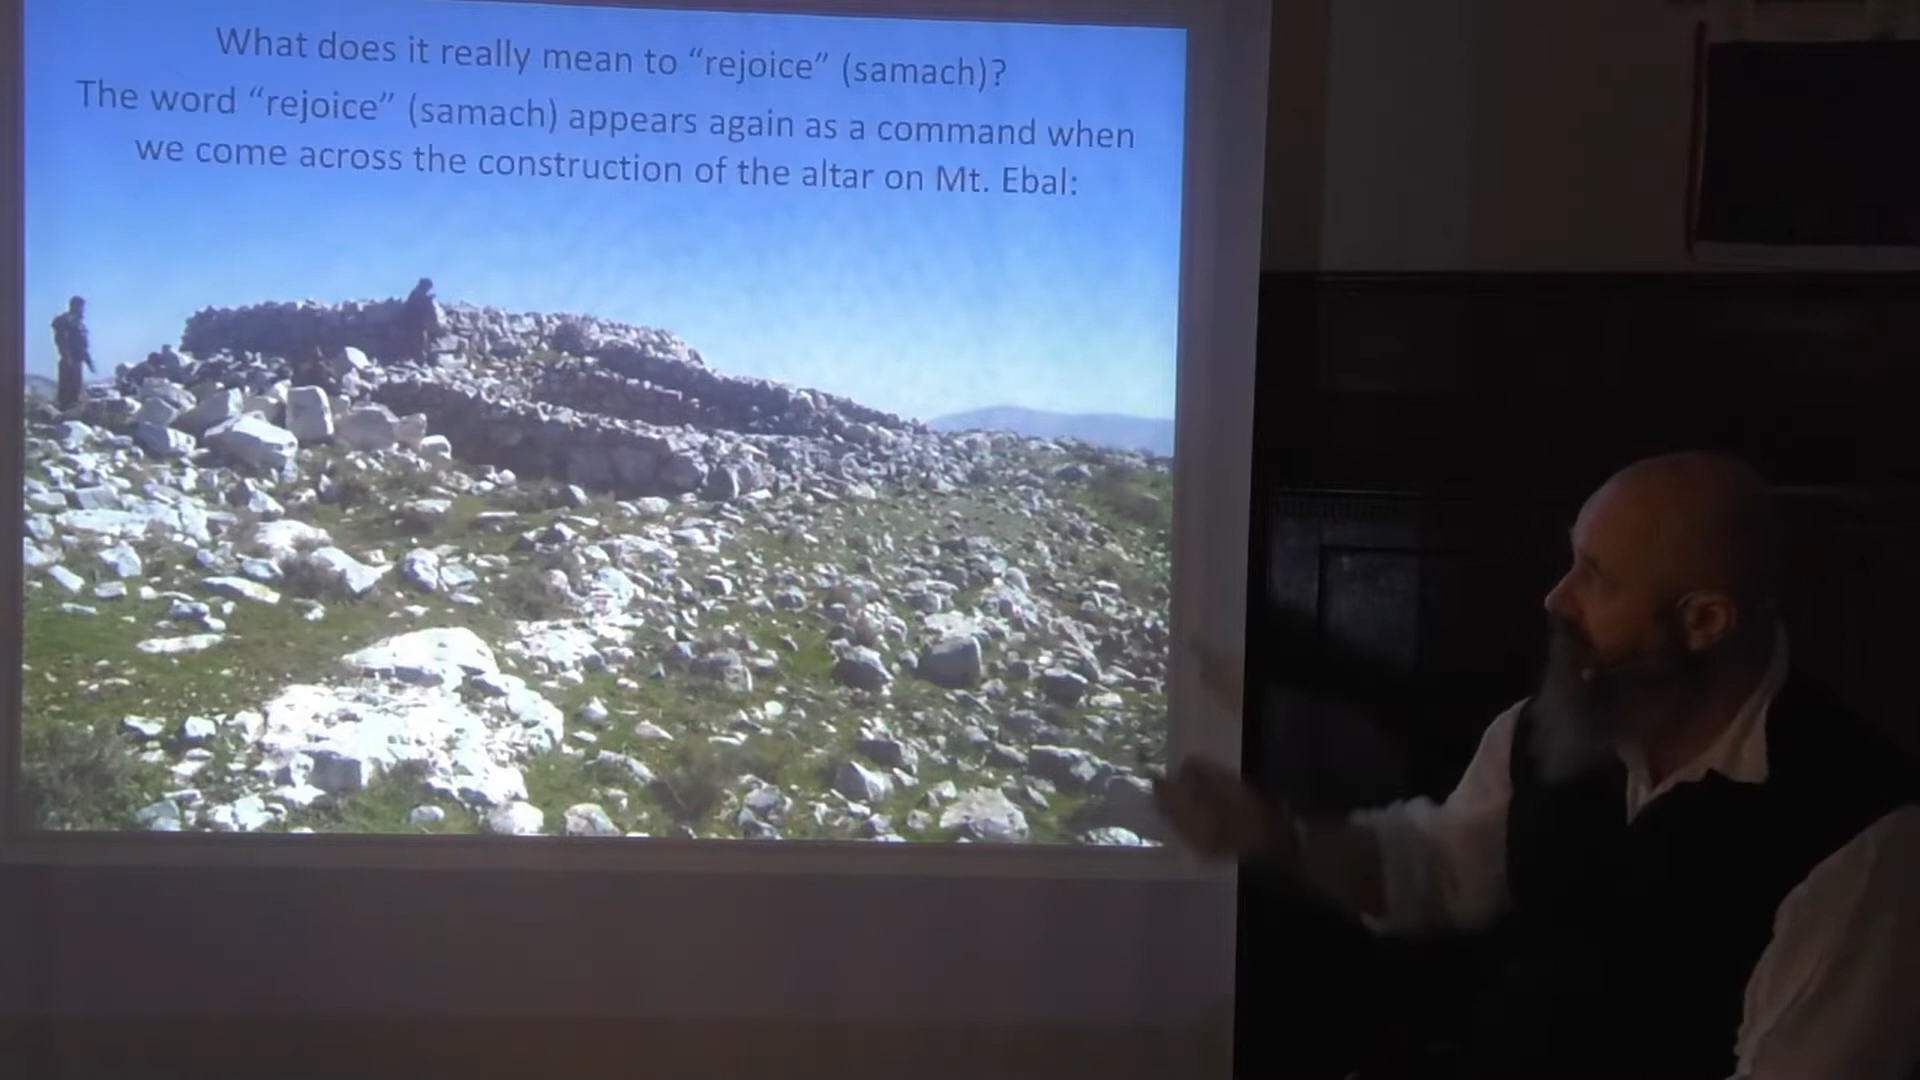 What does it really mean to “rejoice” (samach)?
The word “rejoice” (samach) appears again as a command when
we come across the construction of the altar on Mt. Ebal: